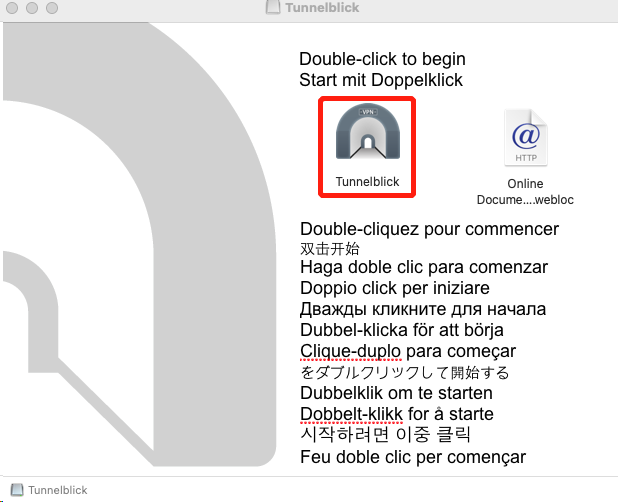 Tunnelblick
Double-click to begin
Start mit Doppelklick
VPN
Tunnelblick
HTTP
Online
Docume....webloc
Double-cliquez pour commencer
双击开始
Haga doble clic para comenzar
Doppio click per iniziare
Дважды кликните для начала
Dubbel-klicka för att börja
Clique-duplo para começar
をダブルクリックして開始する
Dubbelklik om te starten
Dobbelt-klikk for å starte
시작하려면 이중 클릭
Feu doble clic per començar
Tunnelblick